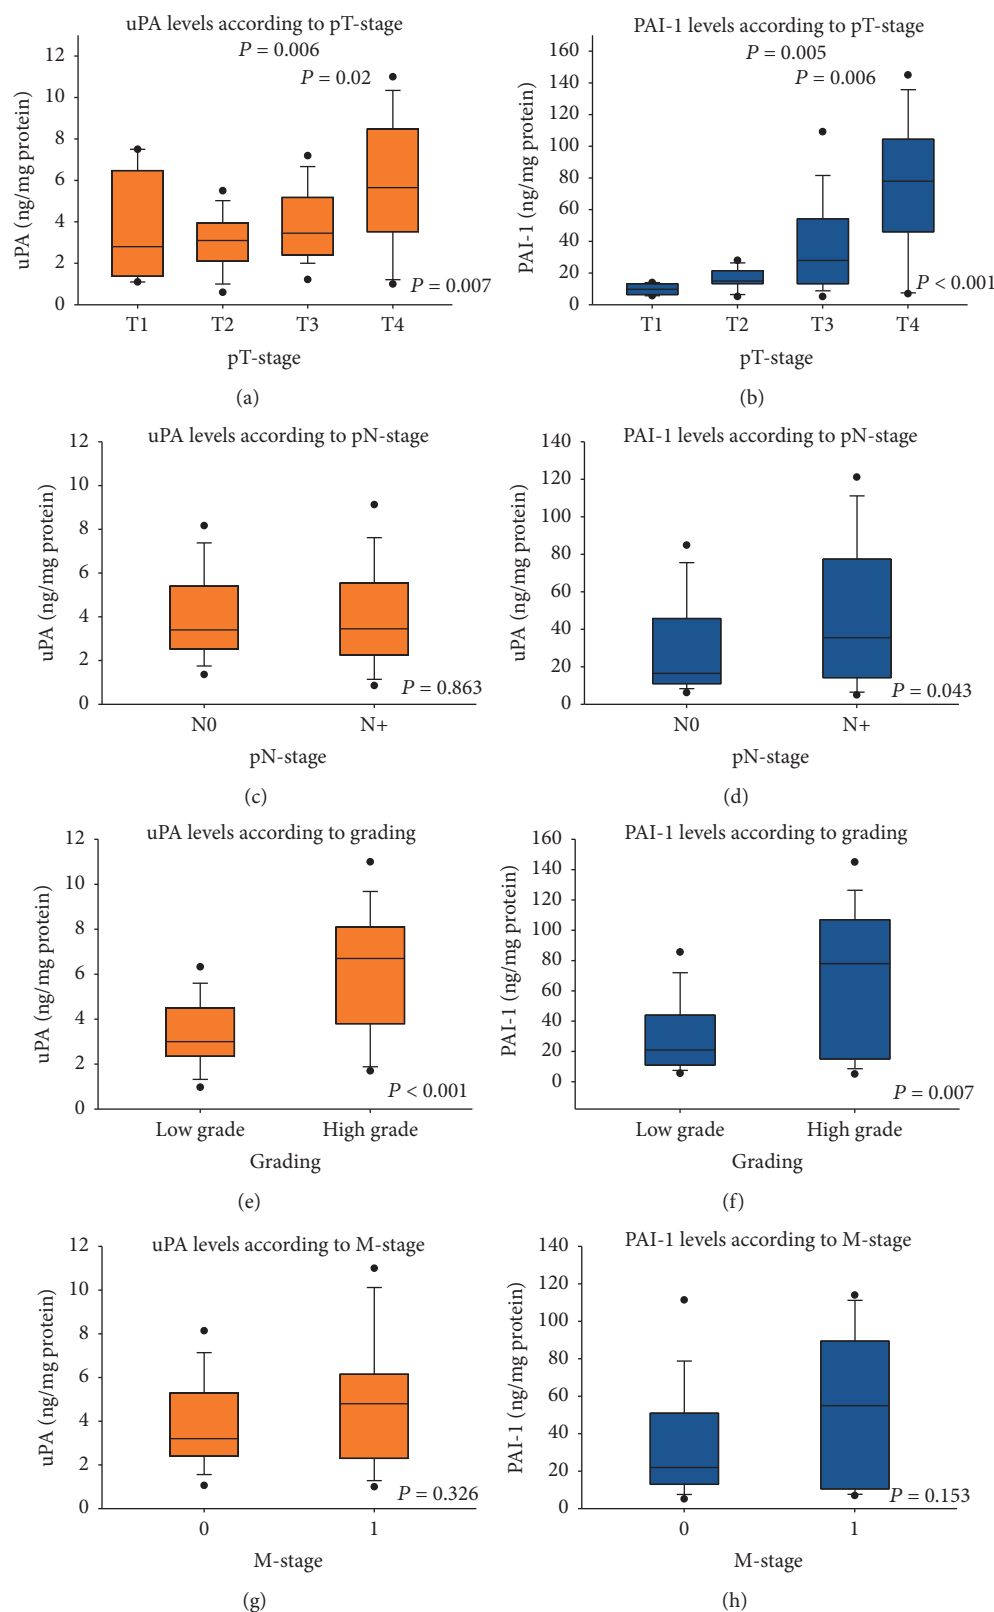 uPA levels according to pT-stage
P = 0.006
P = 0.02
12
10
8
6
4
2
0
uPA (ng/mg protein)
P = 0.007
T1 T2 T3 T4
pT-stage
(a)
PAI-1 levels according to pT-stage
P = 0.005
P = 0.006
160
140
120
100
80
60
40
20
0
PAI-1 (ng/mg protein)
P < 0.001
T1 T2 T3 T4
pT-stage
(b)
uPA levels according to pN-stage
12
10
8
6
4
2
0
uPA (ng/mg protein)
P = 0.863
N0 N+
pN-stage
(c)
PAI-1 levels according to pN-stage
140
120
100
80
60
40
20
0
uPA (ng/mg protein)
P = 0.043
N0 N+
pN-stage
(d)
uPA levels according to grading
12
10
8
6
4
2
0
uPA (ng/mg protein)
P < 0.001
Low grade High grade
Grading
(e)
PAI-1 levels according to grading
160
140
120
100
80
60
40
20
0
PAI-1 (ng/mg protein)
P = 0.007
Low grade High grade
Grading
(f)
uPA levels according to M-stage
12
10
8
6
4
2
0
uPA (ng/mg protein)
P = 0.326
0 1
M-stage
(g)
PAI-1 levels according to M-stage
140
120
100
80
60
40
20
0
PAI-1 (ng/mg protein)
P = 0.153
0 1
M-stage
(h)